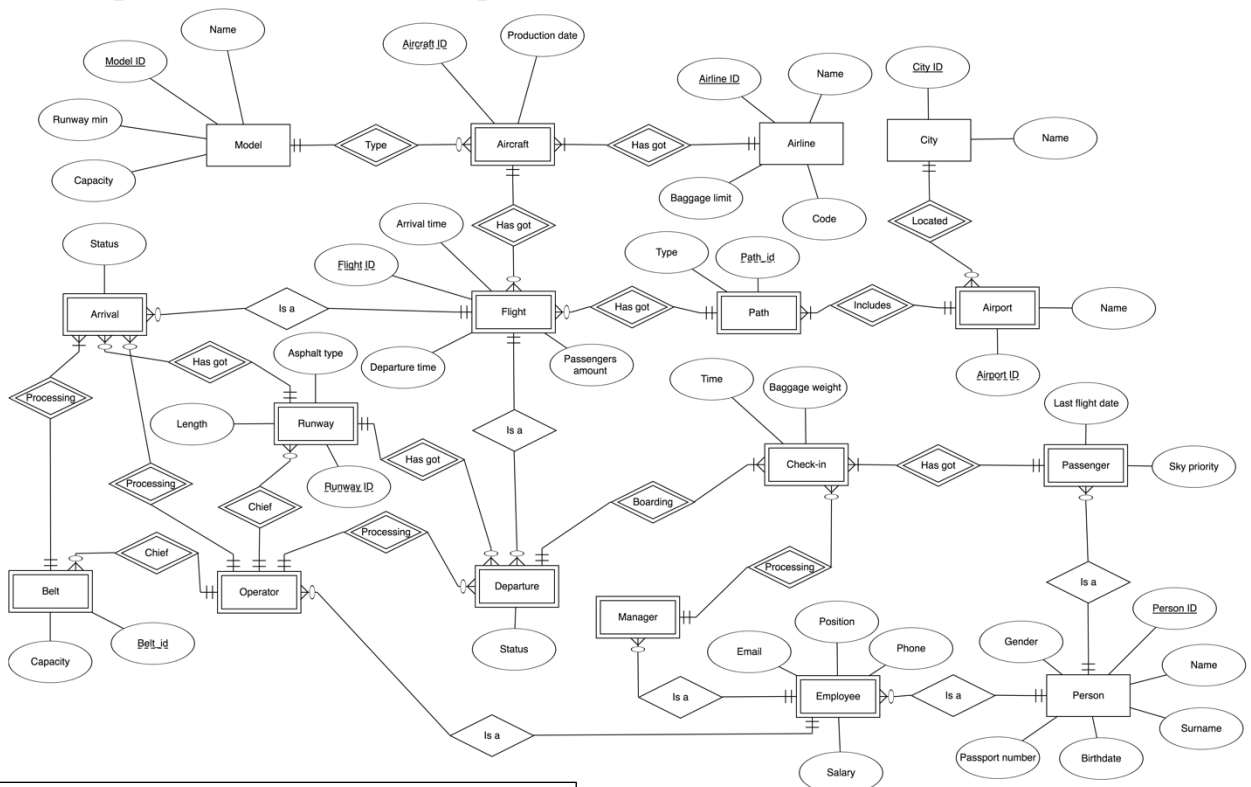 Name
Aircraft ID
Production date
Model ID
Airline ID
Name
City ID
Runway min
Model
Type
Aircraft
Has got
Airline
City
Name
Capacity
Baggage limit
Code
Status
Arrival time
Has got
Type
Path_id
Located
Flight ID
Arrival
Is a
Flight
Has got
Path
Includes
Airport
Name
Has got
Asphalt type
Departure time
Passengers
amount
Airport ID
Processing
Time
Baggage weight
Last flight date
Length
Runway
Is a
Has got
Check-in
Has got
Passenger
Sky priority
Processing
Runway ID
Chief
Boarding
Processing
Chief
Processing
Is a
Belt
Operator
Departure
Manager
Position
Person ID
Capacity
Belt_id
Status
Email
Phone
Gender
Name
Is a
Employee
Is a
Person
Is a
Surname
Passport number
Birthdate
Salary